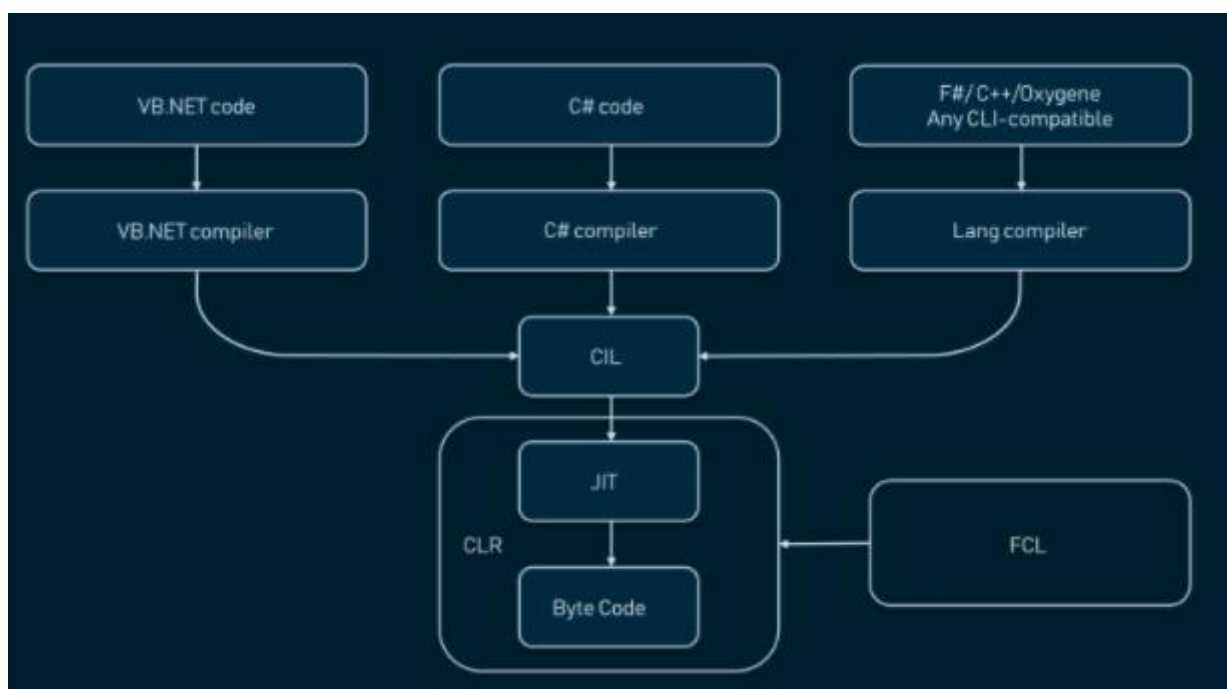 VB.NET code
C# code
F#/ C++/Oxygene
Any CLI-compatible
VB.NET compiler
C# compiler
Lang compiler
CIL
JIT
CLR
FCL
Byte Code